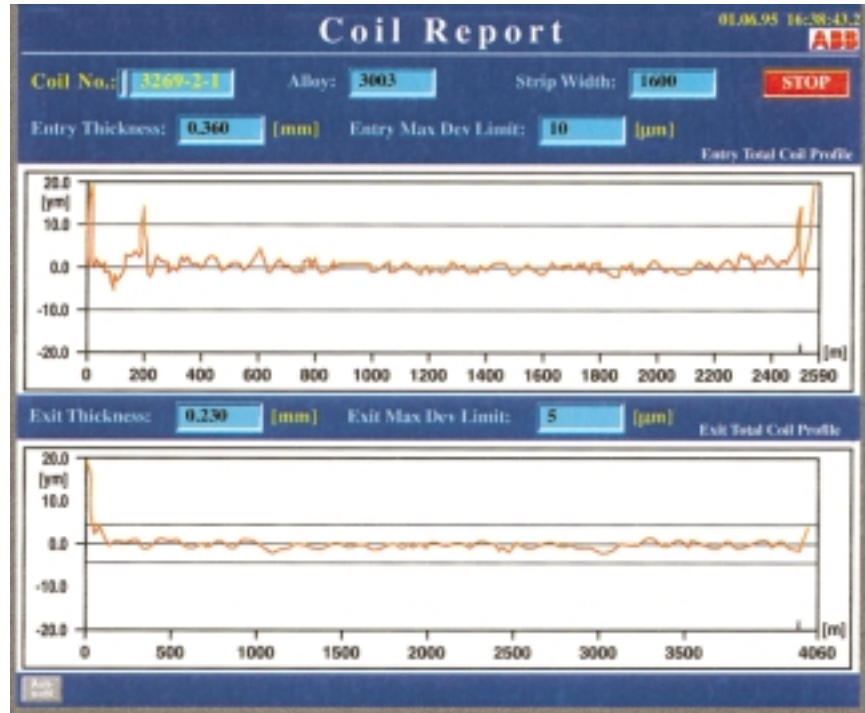 Coil Report
01.06.95 16:38:43.2
ABB
Coil No.: 3269-2-1 Alloy: 3003 Strip Width: 1600 STOP
Entry Thickness: 0.360 [mm] Entry Max Dev Limit: 10 [µm]
Entry Total Coil Profile
20.0
[ym]
10.0
0.0
-10.0
-20.0
[m]
0 200 400 600 800 1000 1200 1400 1600 1800 2000 2200 2400 2590
Exit Thickness: 0.230 [mm] Exit Max Dev Limit: 5 [µm]
Exit Total Coil Profile
20.0
[ym]
10.0
0.0
-10.0
-20.0
[m]
0 500 1000 1500 2000 2500 3000 3500 4060